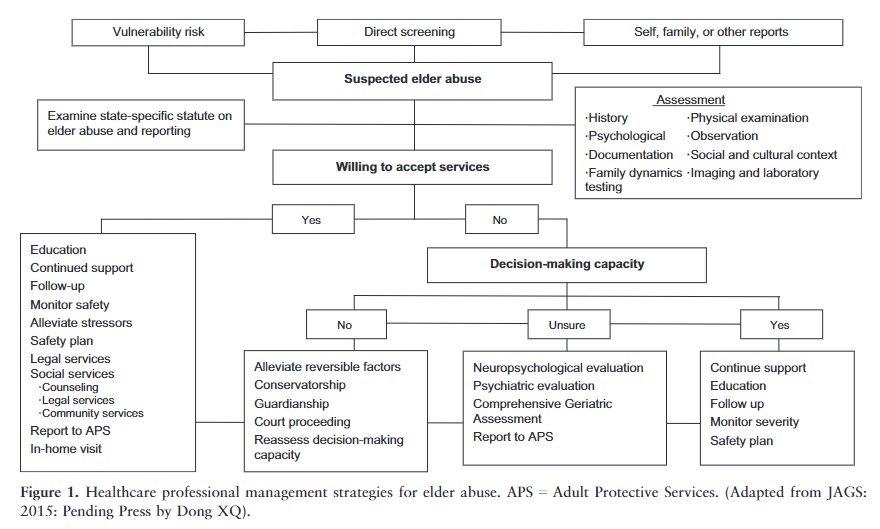 Vulnerability risk
Direct screening
Self, family, or other reports
Suspected elder abuse
Examine state-specific statute on
elder abuse and reporting
Assessment
·History ·Physical examination
·Psychological ·Observation
·Documentation ·Social and cultural context
·Family dynamics ·Imaging and laboratory
testing
Willing to accept services
Yes
No
Education
Continued support
Follow-up
Monitor safety
Alleviate stressors
Safety plan
Legal services
Social services
·Counseling
·Legal services
·Community services
Report to APS
In-home visit
Decision-making capacity
No
Unsure
Yes
Alleviate reversible factors
Conservatorship
Guardianship
Court proceeding
Reassess decision-making
capacity
Neuropsychological evaluation
Psychiatric evaluation
Comprehensive Geriatric
Assessment
Report to APS
Continue support
Education
Follow up
Monitor severity
Safety plan
Figure 1. Healthcare professional management strategies for elder abuse. APS = Adult Protective Services. (Adapted from JAGS:
2015: Pending Press by Dong XQ).